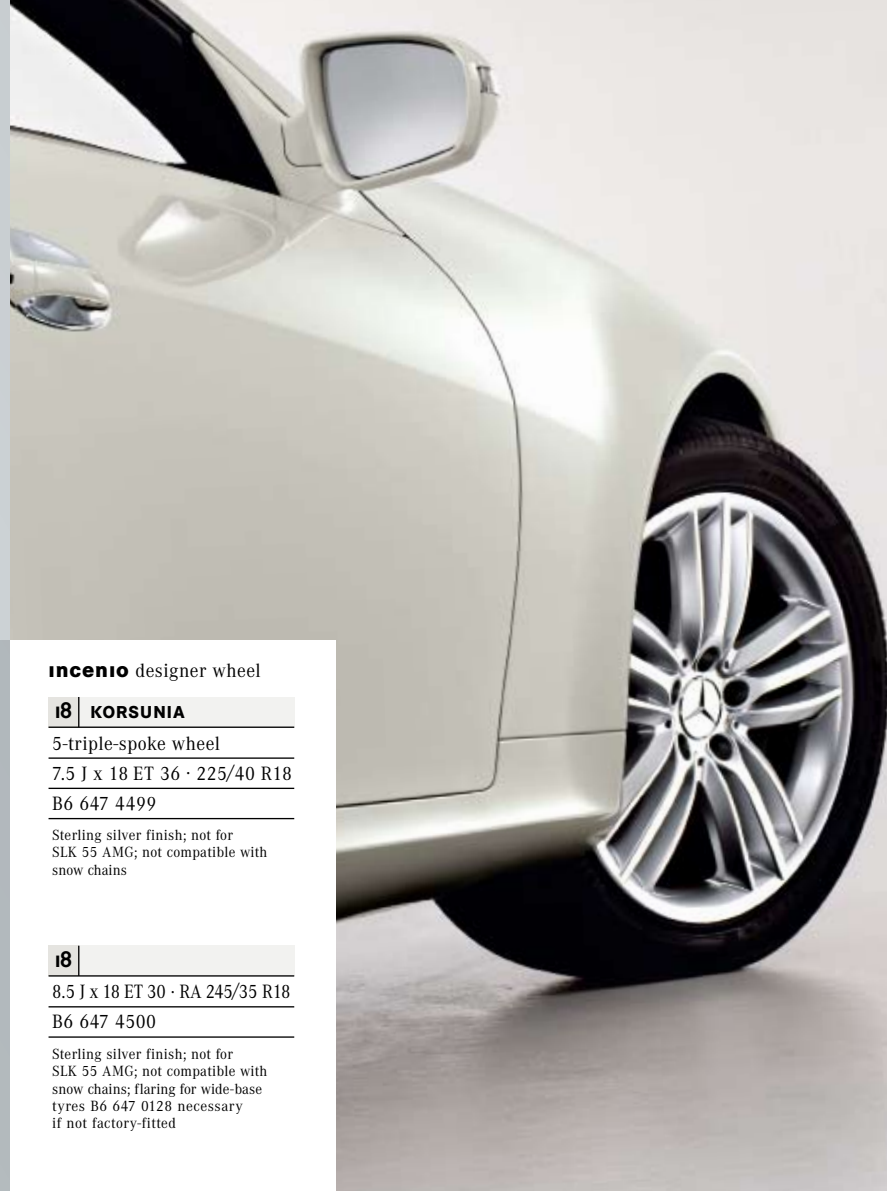 incenio designer wheel
18 KORSUNIA
5-triple-spoke wheel
7.5 J x 18 ET 36 · 225/40 R18
B6 647 4499
Sterling silver finish; not for
SLK 55 AMG; not compatible with
snow chains
18
8.5 J x 18 ET 30 · RA 245/35 R18
B6 647 4500
Sterling silver finish; not for
SLK 55 AMG; not compatible with
snow chains; flaring for wide-base
tyres B6 647 0128 necessary
if not factory-fitted